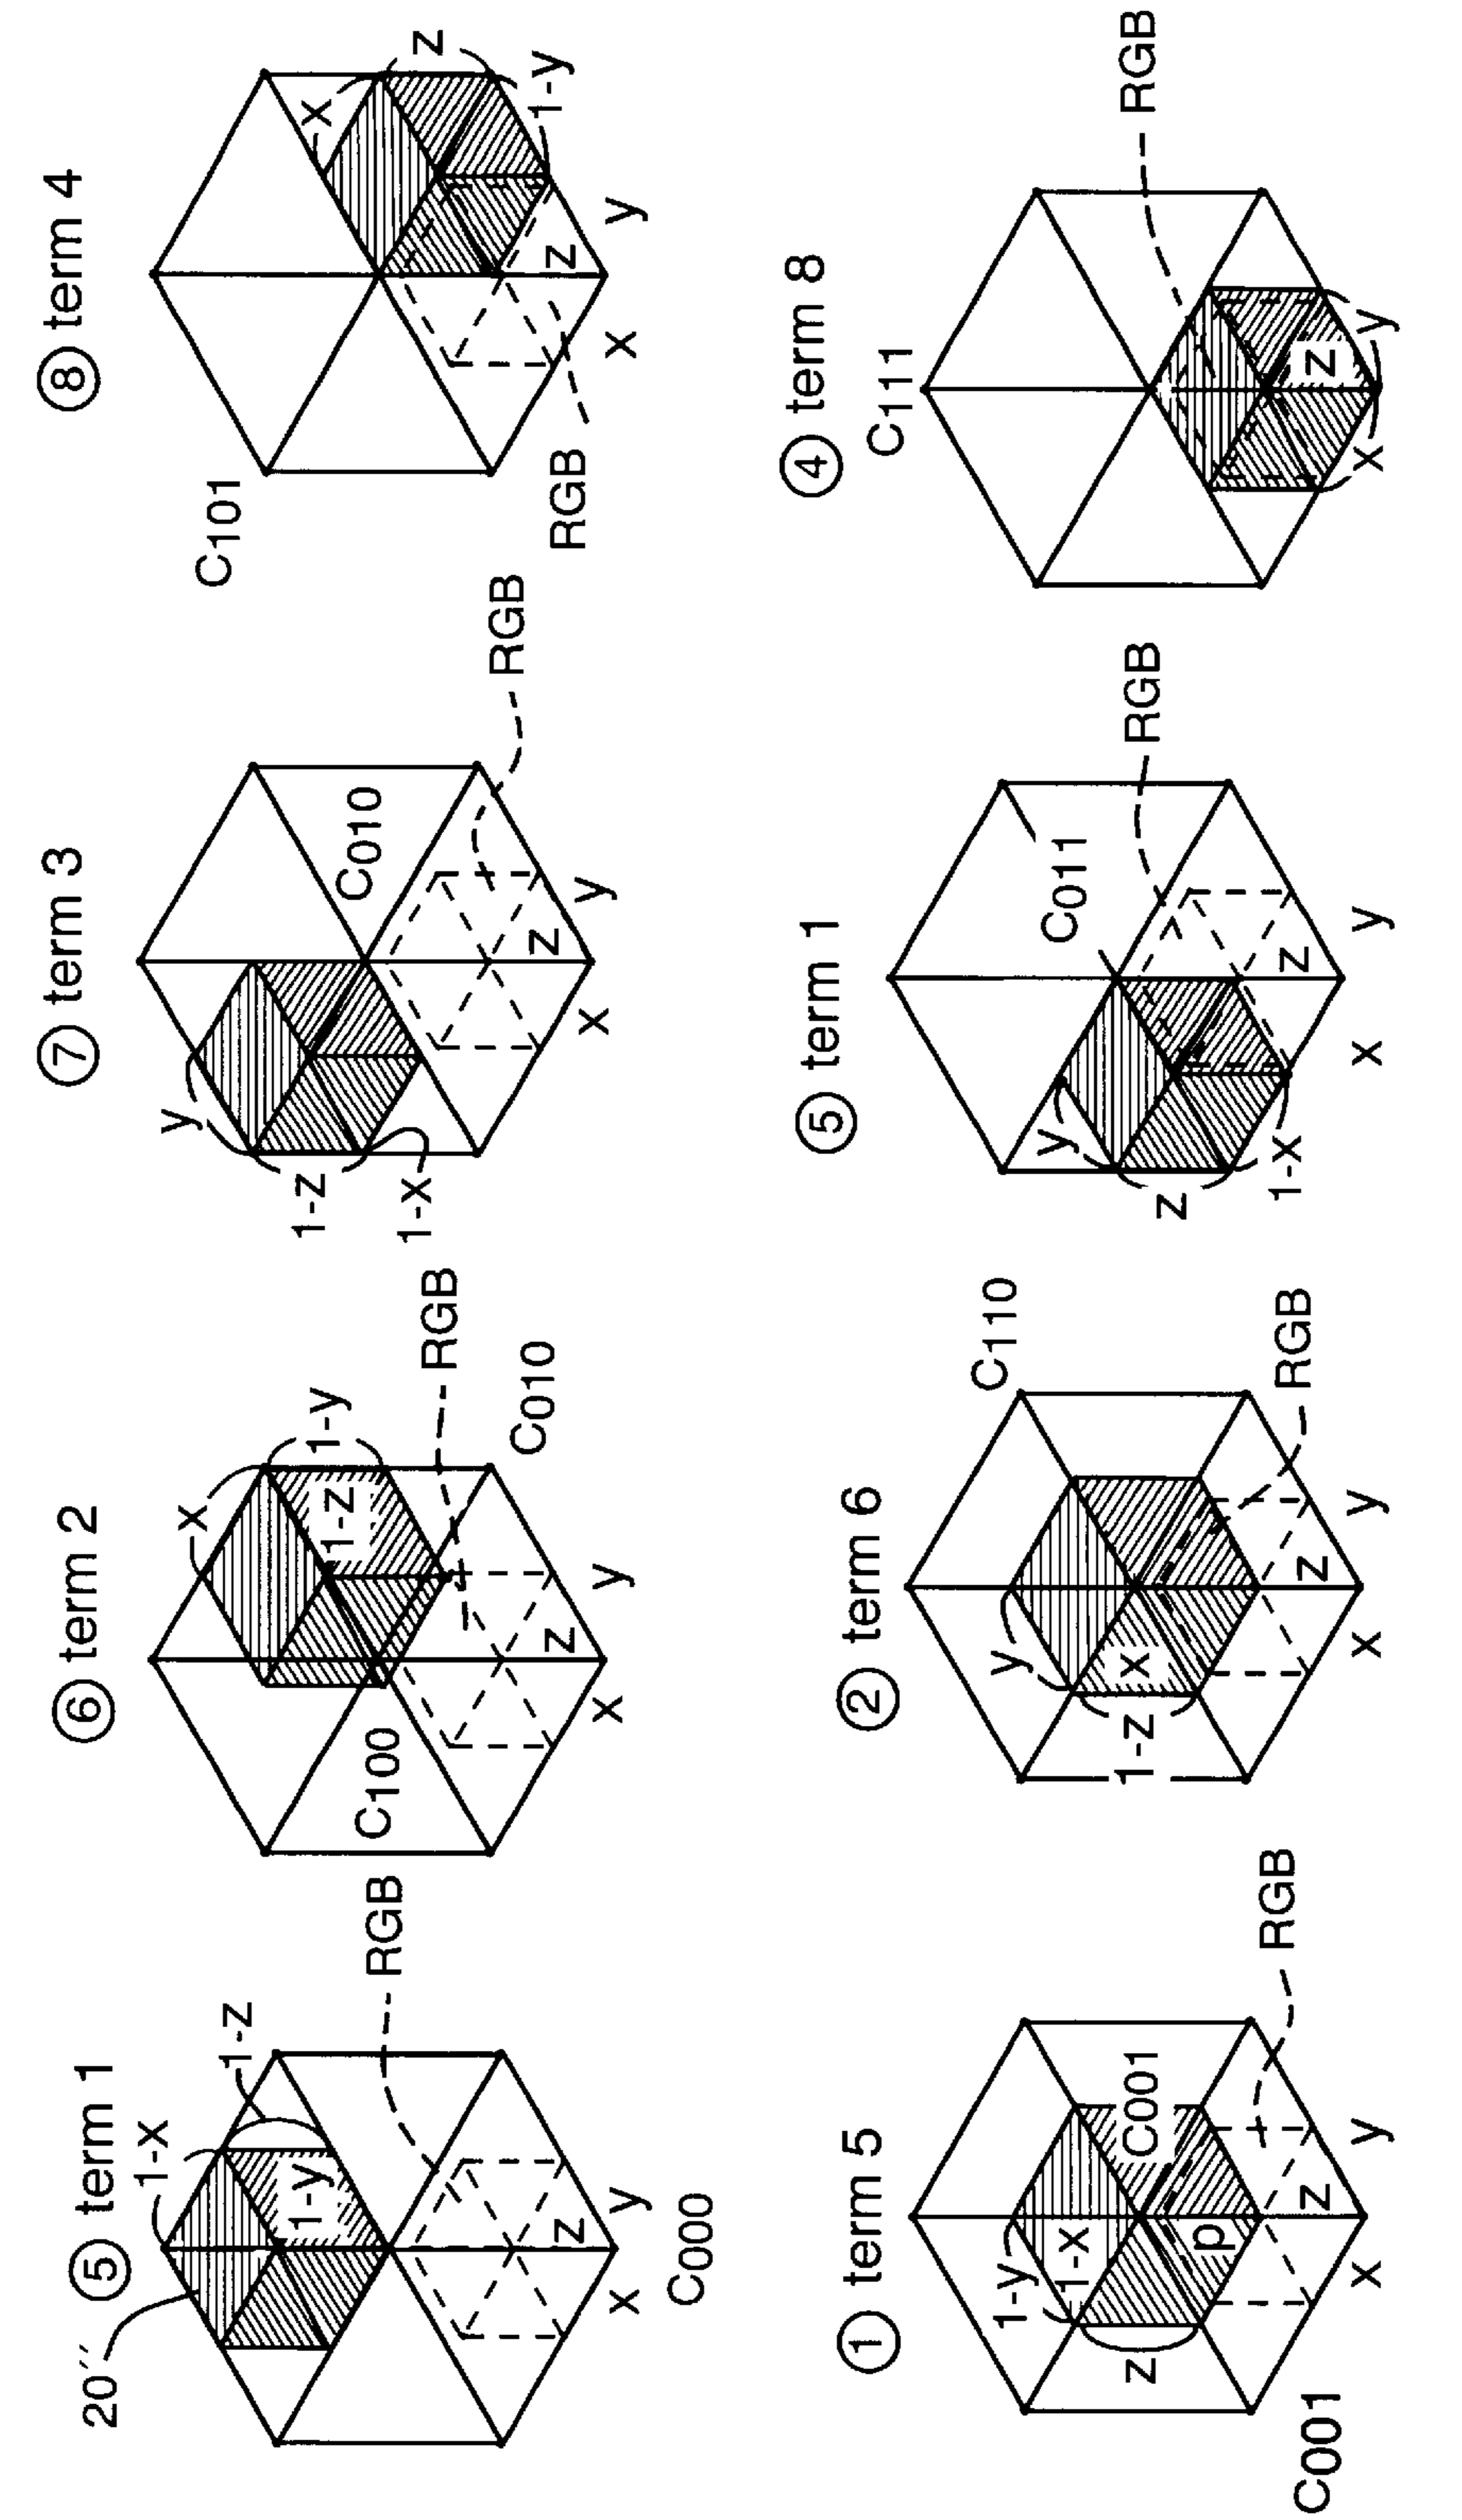 ⑤ term 1
20´´
1-x
1-z
1-y
RGB
z
x
y
C000
⑥ term 2
x
1-y
1-z
C100
RGB
C010
z
x
y
⑦ term 3
y
1-z
1-x
C010
RGB
z
x
y
⑧ term 4
C101
x
z
1-y
RGB
z
x
y
① term 5
1-y
1-x
C001
z
p
RGB
z
x
y
C001
② term 6
C110
y
x
1-z
RGB
z
x
y
⑤ term 1
C011
y
z
1-x
RGB
z
x
y
④ term 8
C111
RGB
z
x
y